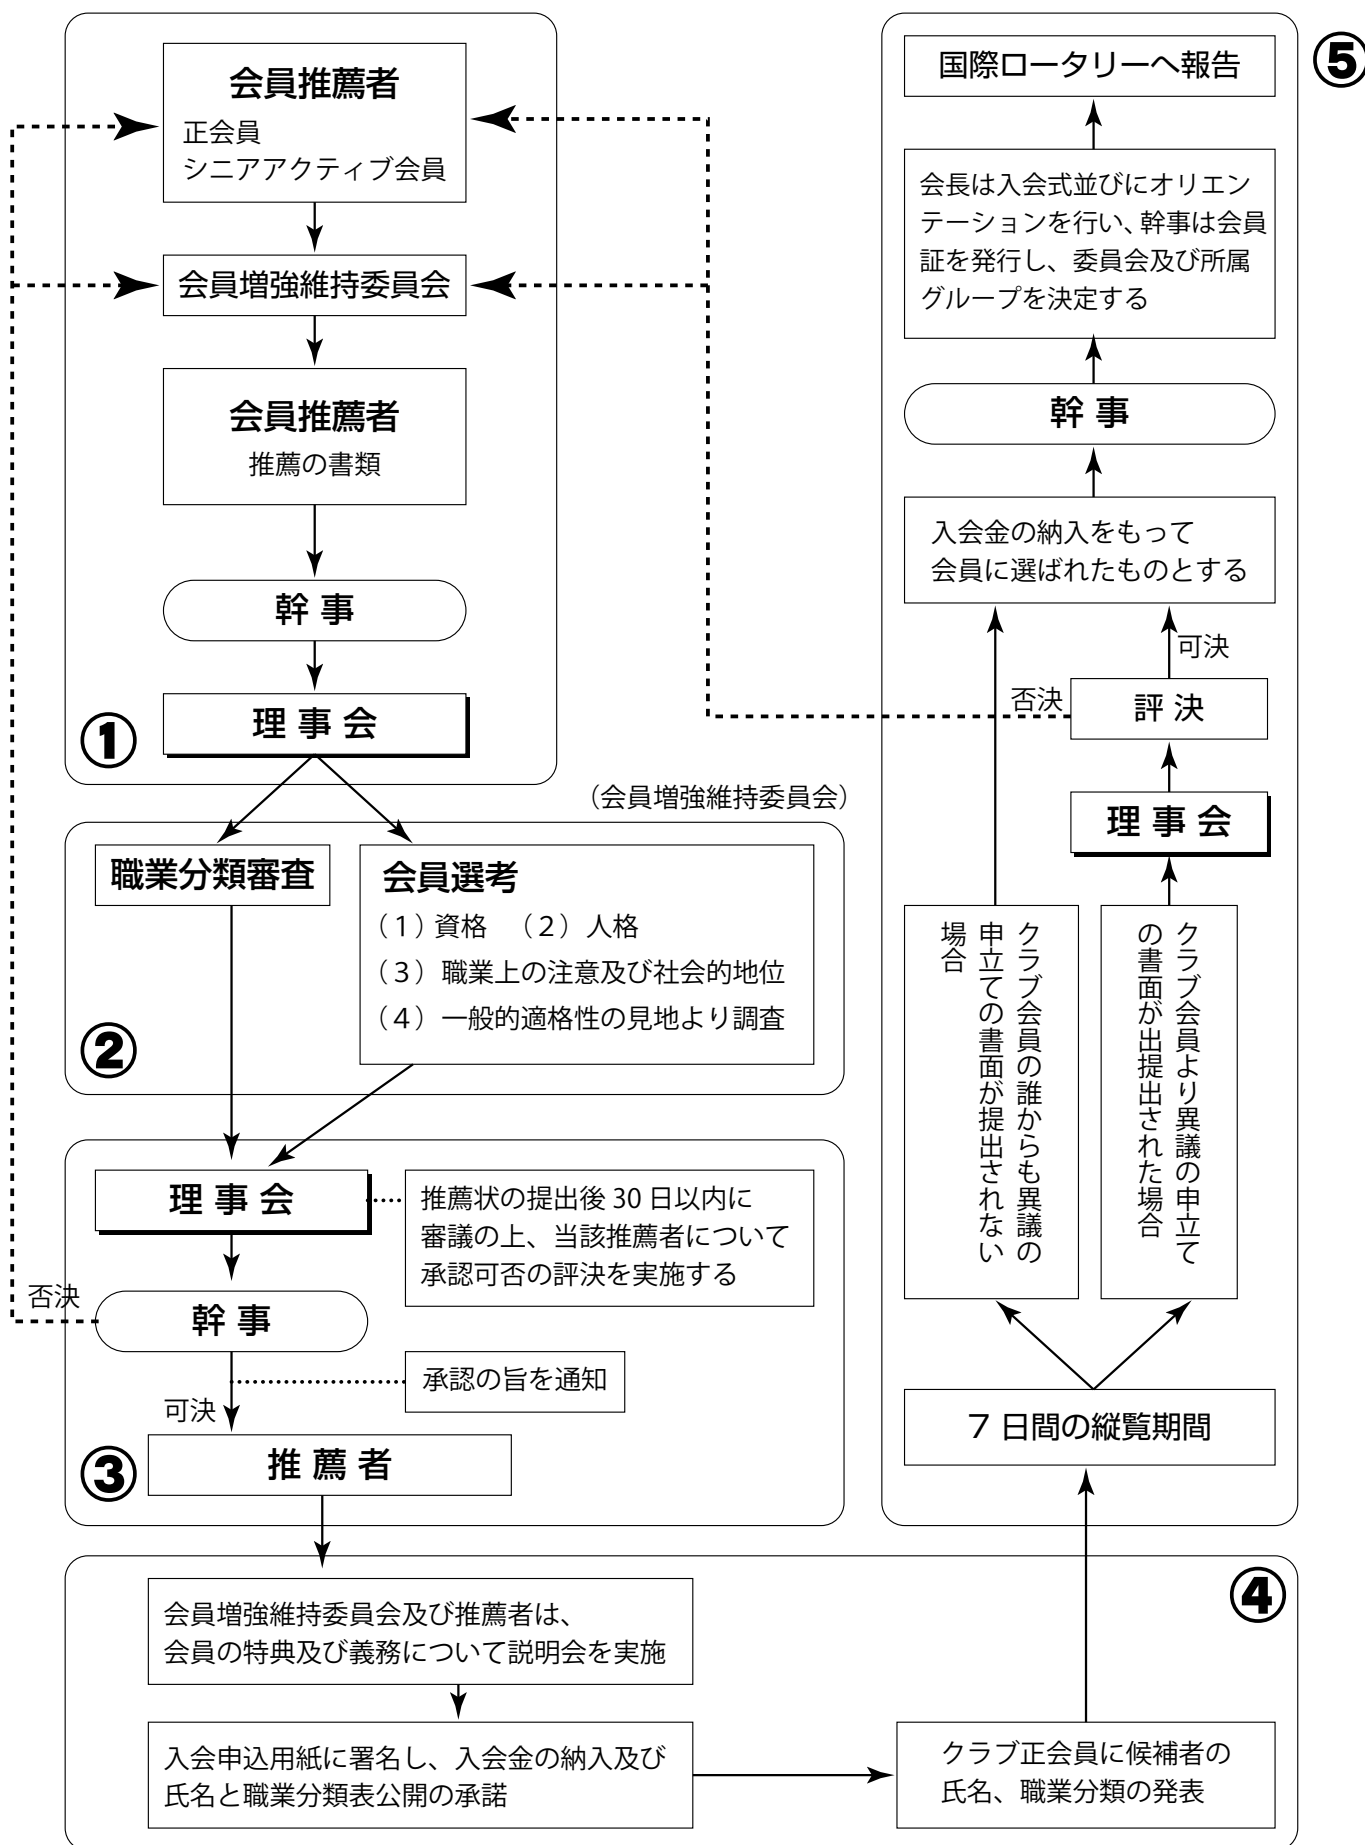 会員推薦者
正会員
シニアアクティブ会員
会員増強維持委員会
会員推薦者
推薦の書類
幹事
理事会
①
（会員増強維持委員会）
職業分類審査
会員選考
（１）資格　（２）人格
（３）職業上の注意及び社会的地位
（４）一般的適格性の見地より調査
②
理事会
推薦状の提出後 30 日以内に
審議の上、当該推薦者について
承認可否の評決を実施する
否決
幹事
承認の旨を通知
可決
推薦者
③
④
会員増強維持委員会及び推薦者は、
会員の特典及び義務について説明会を実施
入会申込用紙に署名し、入会金の納入及び
氏名と職業分類表公開の承諾
クラブ正会員に候補者の
氏名、職業分類の発表
⑤
国際ロータリーへ報告
会長は入会式並びにオリエン
テーションを行い、幹事は会員
証を発行し、委員会及び所属
グループを決定する
幹事
入会金の納入をもって
会員に選ばれたものとする
可決
否決
評決
理事会
クラブ会員より異議の申立て
の書面が出提出された場合
クラブ会員の誰からも異議の
申立ての書面が提出されない
場合
７日間の縦覧期間